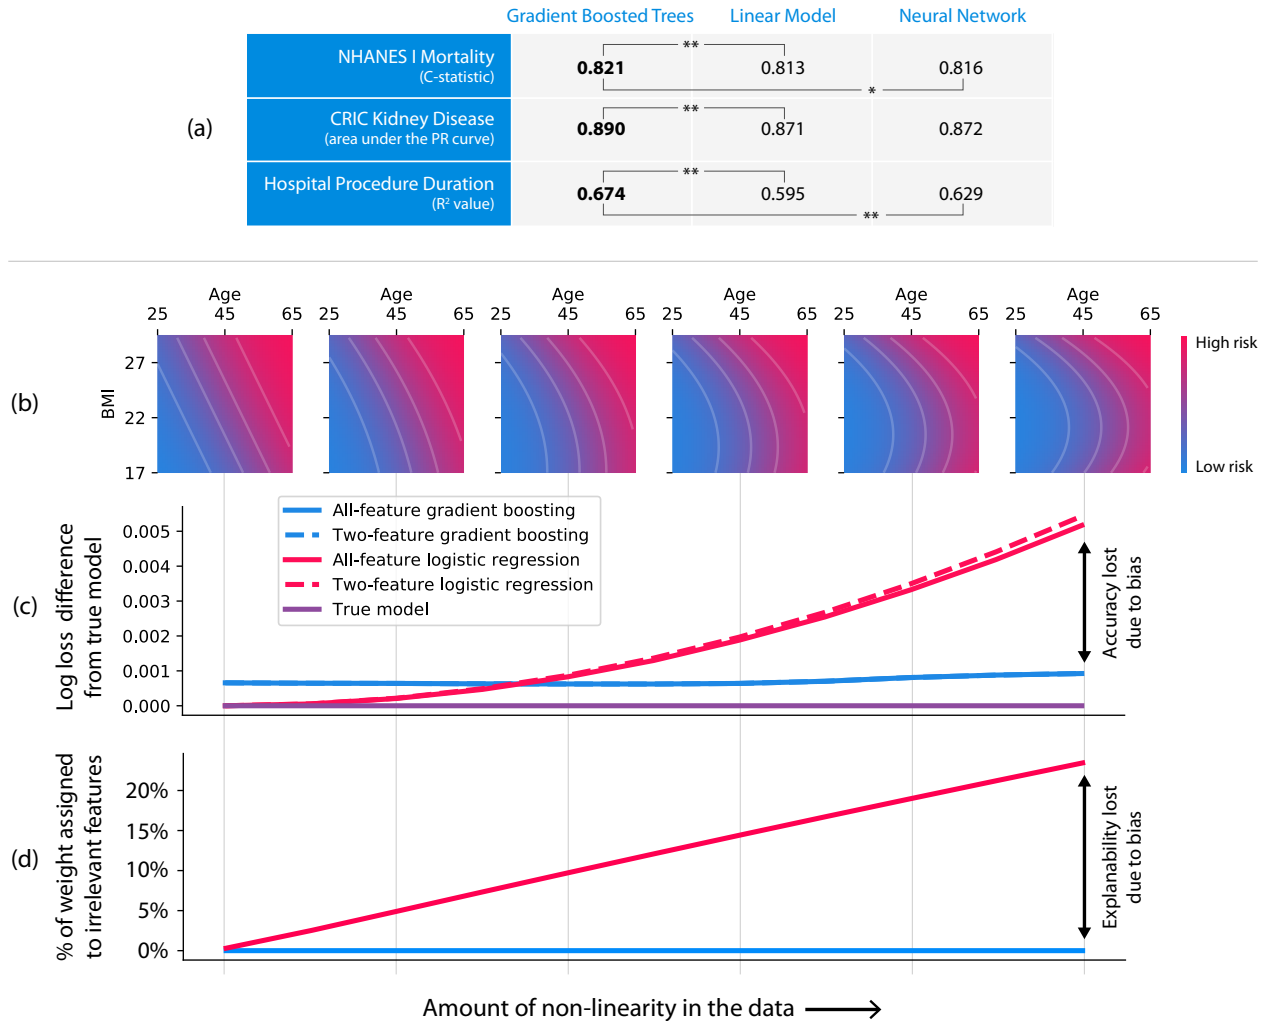 Gradient Boosted Trees Linear Model Neural Network
NHANES I Mortality
(C-statistic)
** 
0.821 0.813 0.816
*
(a)
CRIC Kidney Disease
(area under the PR curve)
**
0.890 0.871 0.872
Hospital Procedure Duration
(R² value)
**
0.674 0.595 0.629
**
Age Age Age Age Age Age
25 45 65 25 45 65 25 45 65 25 45 65 25 45 65 25 45 65
(b)
BMI
27
22
17
High risk
Low risk
(c)
Log loss difference
from true model
0.005
0.004
0.003
0.002
0.001
0.000
All-feature gradient boosting
Two-feature gradient boosting
All-feature logistic regression
Two-feature logistic regression
True model
Accuracy lost
due to bias
(d)
% of weight assigned
to irrelevant features
20%
15%
10%
5%
0%
Explanability lost
due to bias
Amount of non-linearity in the data